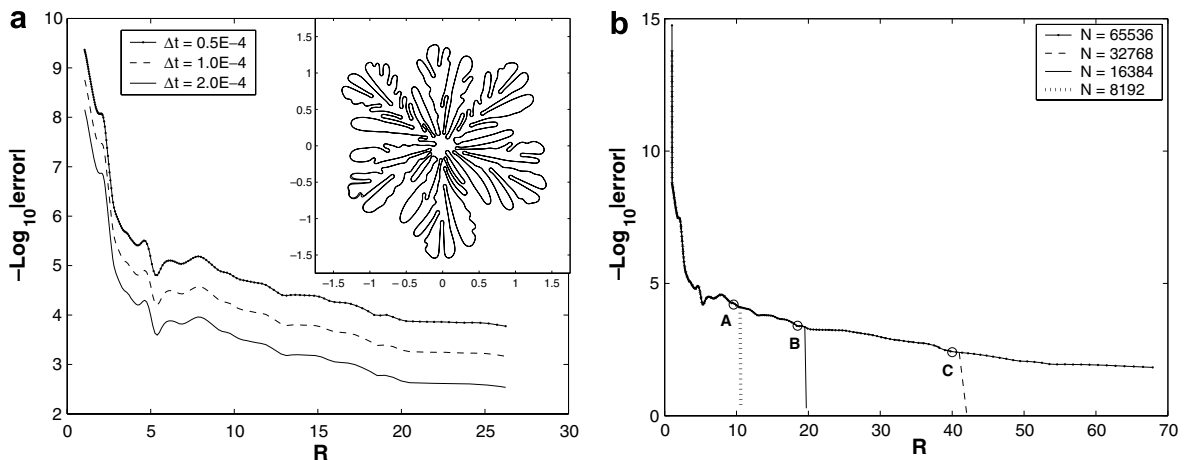 a
10
9
8
7
6
5
4
3
2
−Log10|error|
Δt = 0.5E−4
Δt = 1.0E−4
Δt = 2.0E−4
1.5
1
0.5
0
−0.5
−1
−1.5
−1.5 −1 −0.5 0 0.5 1 1.5
0 5 10 15 20 25 30
R
b
15
10
5
0
−Log10|error|
N = 65536
N = 32768
N = 16384
N = 8192
A
B
C
0 10 20 30 40 50 60 70
R